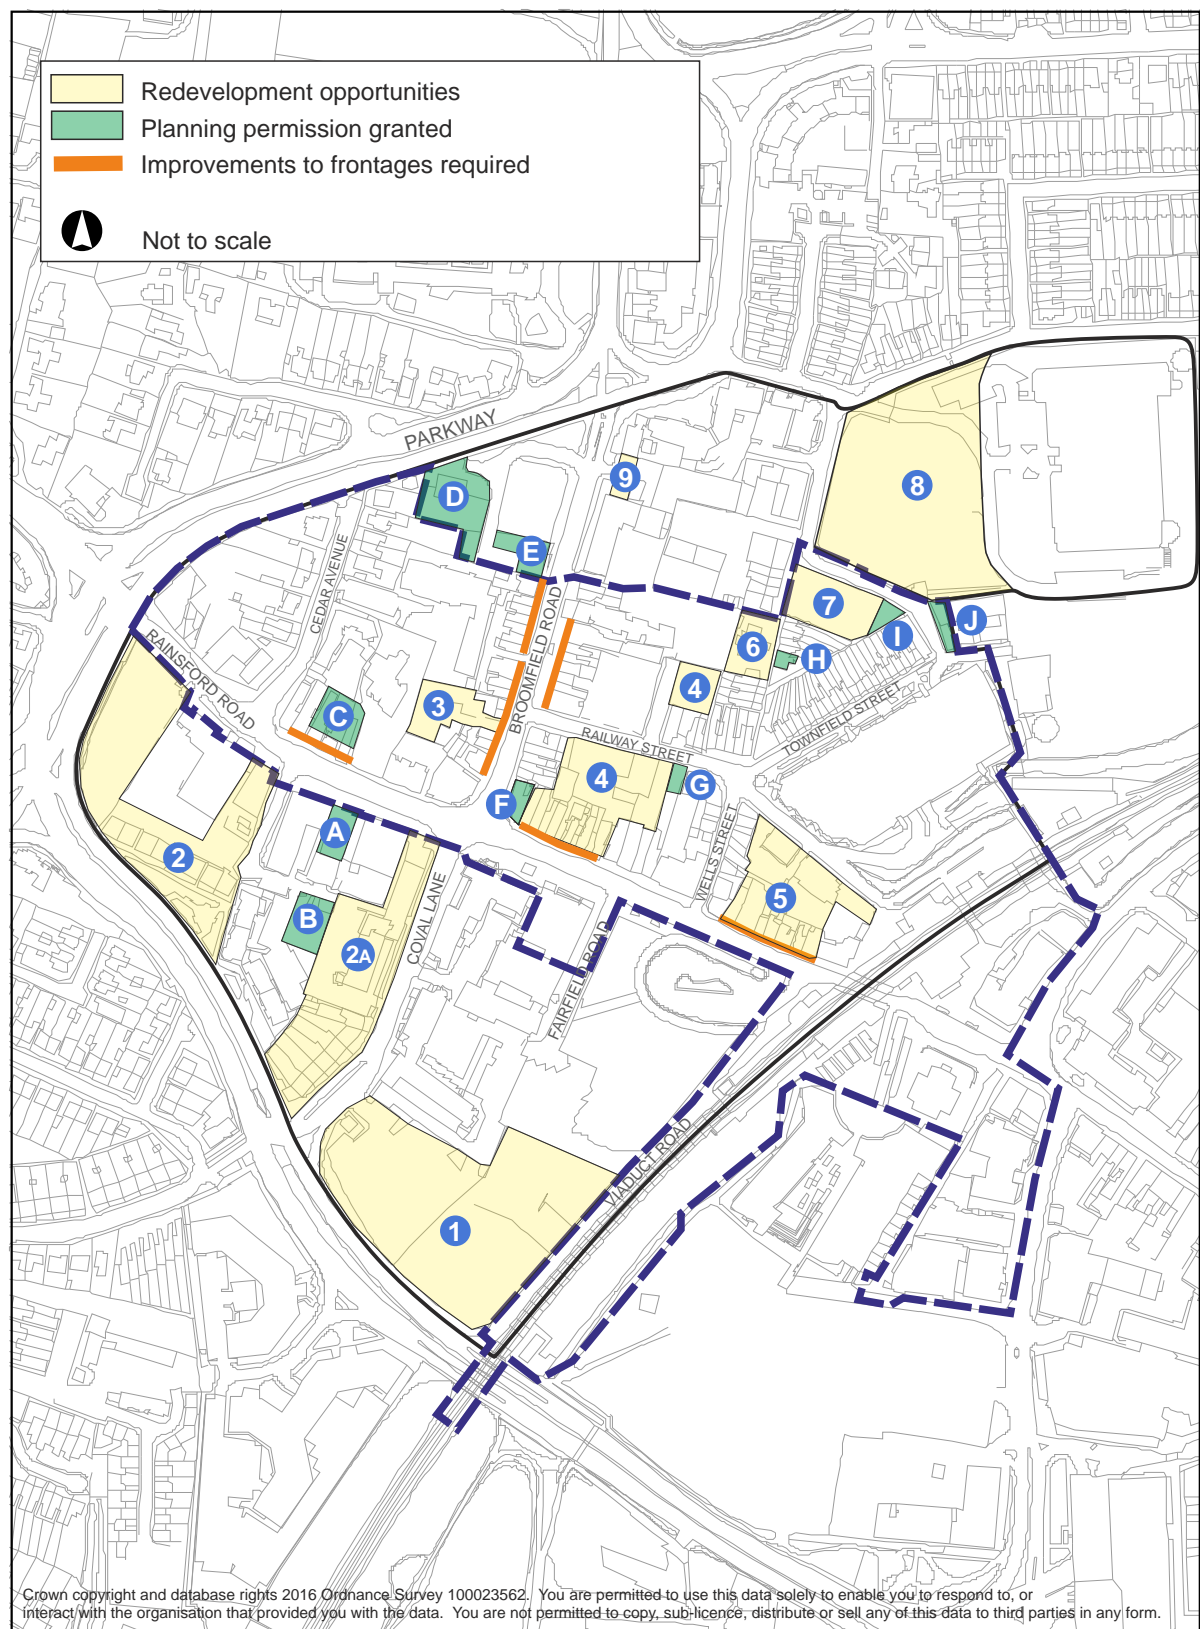 Redevelopment opportunities
Planning permission granted
Improvements to frontages required
Not to scale
PARKWAY
8
9
D
E
CEDAR AVENUE
BROOMFIELD ROAD
7
I
J
6
H
RAINSFORD ROAD
4
3
C
TOWNFIELD STREET
RAILWAY STREET
4
G
F
A
WELLS STREET
2
5
B
2A
COVAL LANE
FAIRFIELD ROAD
VIADUCT ROAD
1
Crown copyright and database rights 2016 Ordnance Survey 100023562.  You are permitted to use this data solely to enable you to respond to, or
interact with the organisation that provided you with the data.  You are not permitted to copy, sub-licence, distribute or sell any of this data to third parties in any form.